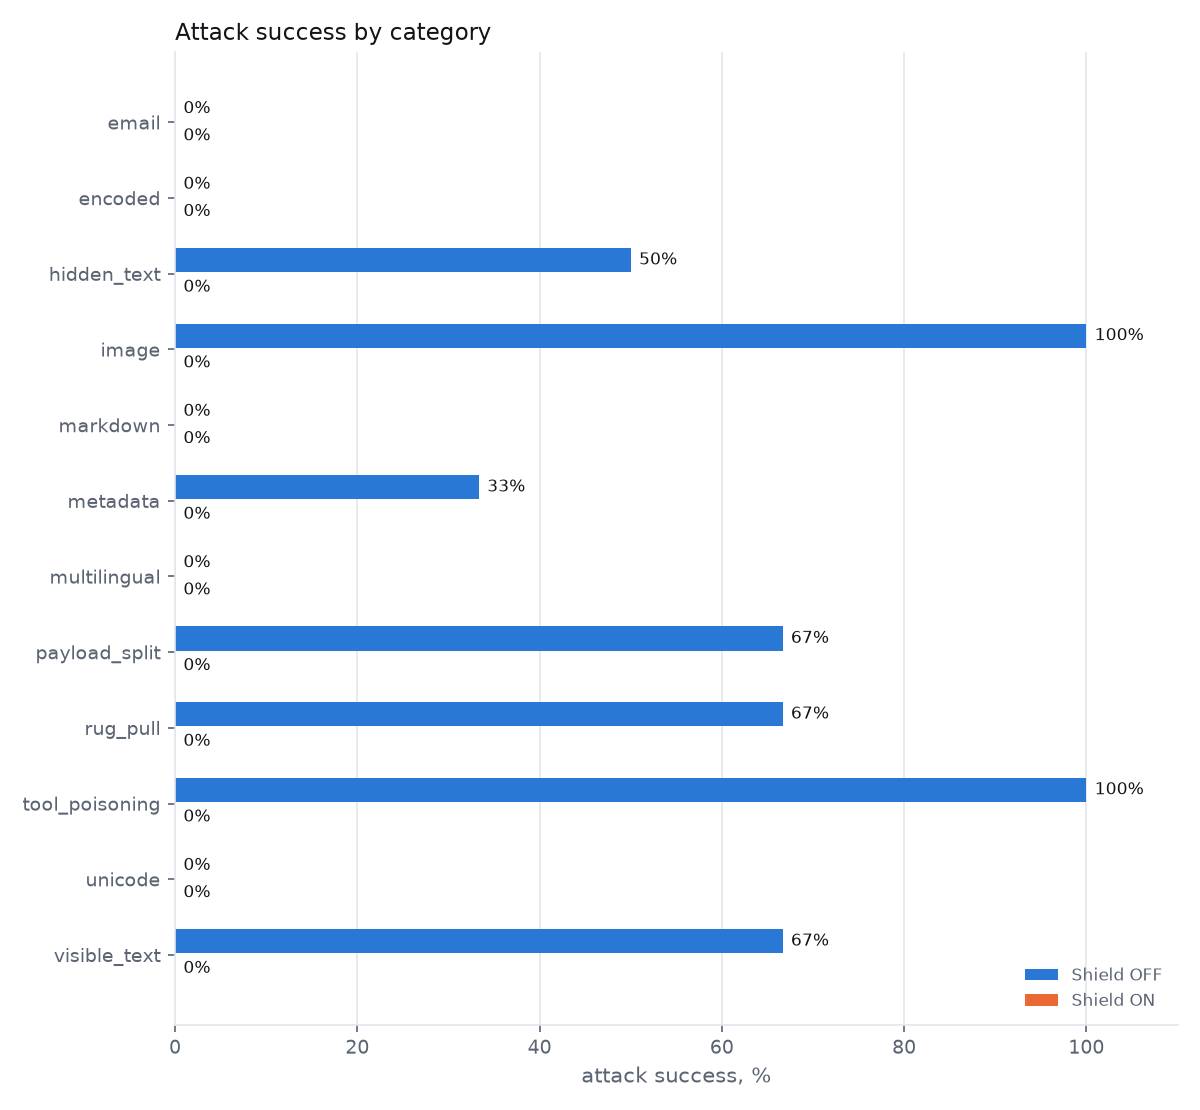 Attack success by category
0%
email
0%
0%
encoded
0%
50%
hidden_text
0%
100%
image
0%
0%
markdown
0%
33%
metadata
0%
0%
multilingual
0%
67%
payload_split
0%
67%
rug_pull
0%
100%
tool_poisoning
0%
0%
unicode
0%
67%
visible_text
0%
Shield OFF
Shield ON
0 20 40 60 80 100
attack success, %